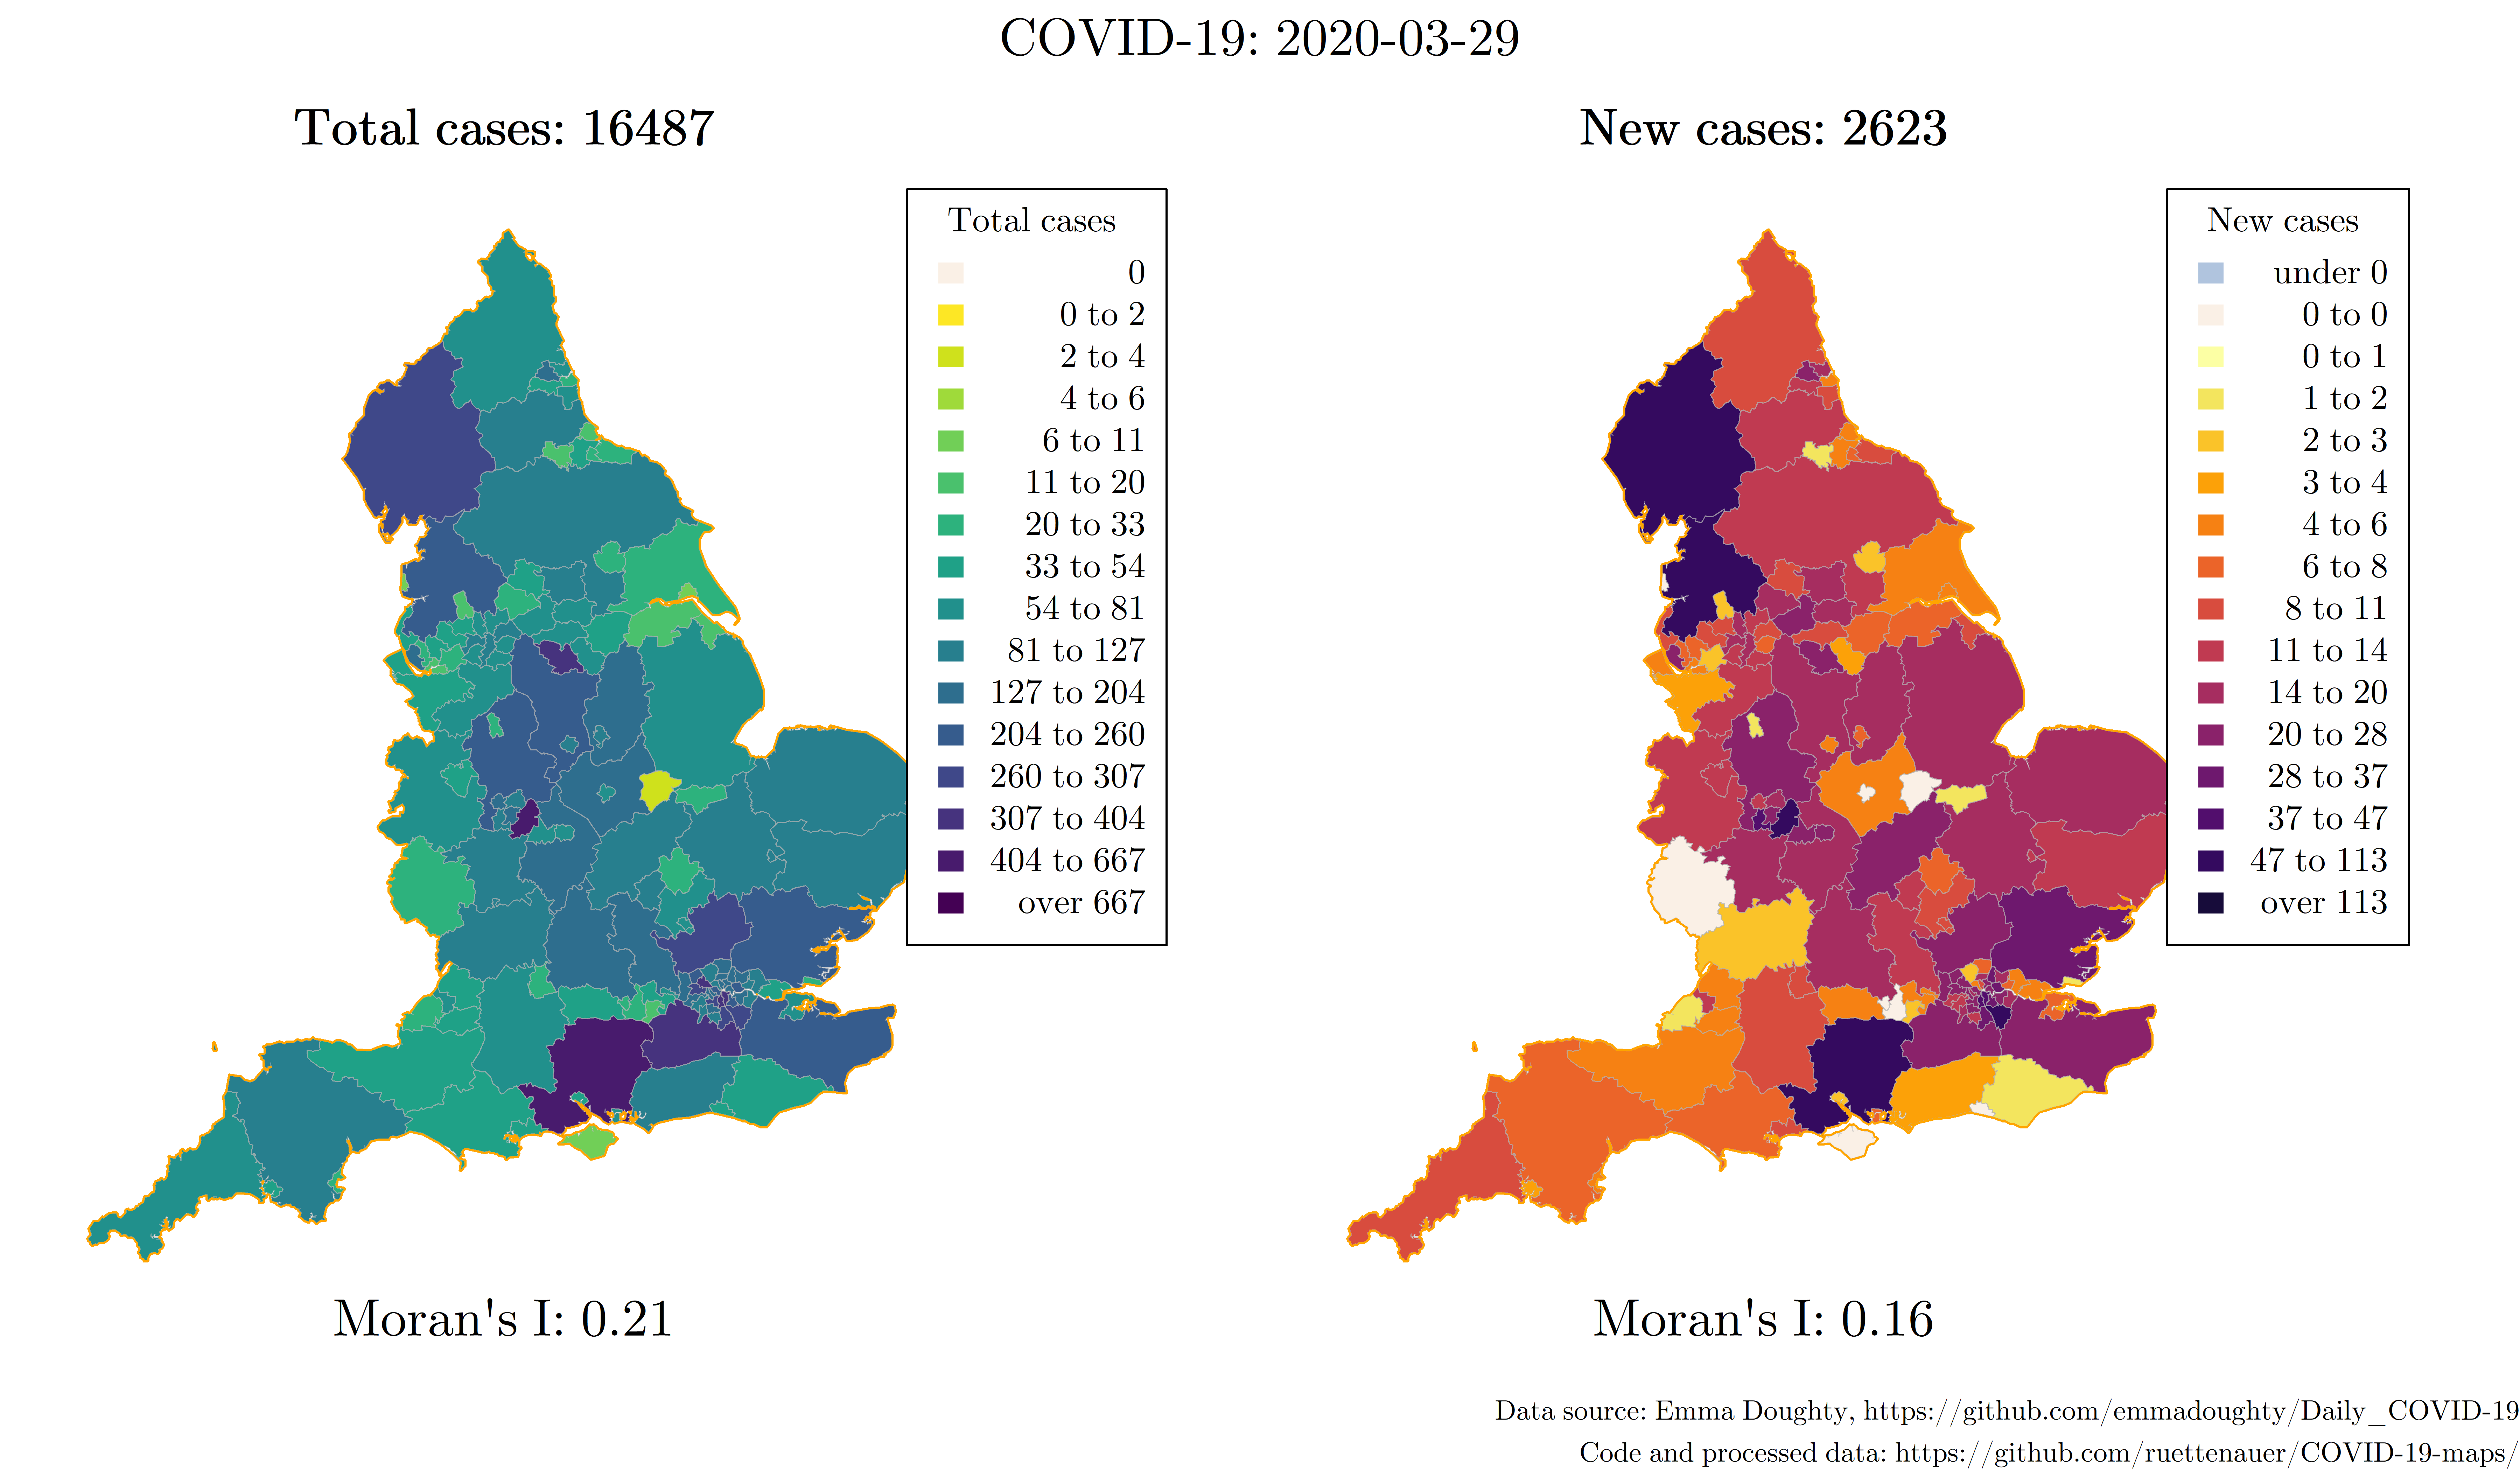 COVID-19: 2020-03-29
Total cases: 16487
Total cases
0
0 to 2
2 to 4
4 to 6
6 to 11
11 to 20
20 to 33
33 to 54
54 to 81
81 to 127
127 to 204
204 to 260
260 to 307
307 to 404
404 to 667
over 667
Moran's I: 0.21
New cases: 2623
New cases
under 0
0 to 0
0 to 1
1 to 2
2 to 3
3 to 4
4 to 6
6 to 8
8 to 11
11 to 14
14 to 20
20 to 28
28 to 37
37 to 47
47 to 113
over 113
Moran's I: 0.16
Data source: Emma Doughty, https://github.com/emmadoughty/Daily_COVID-19
Code and processed data: https://github.com/ruettenauer/COVID-19-maps/